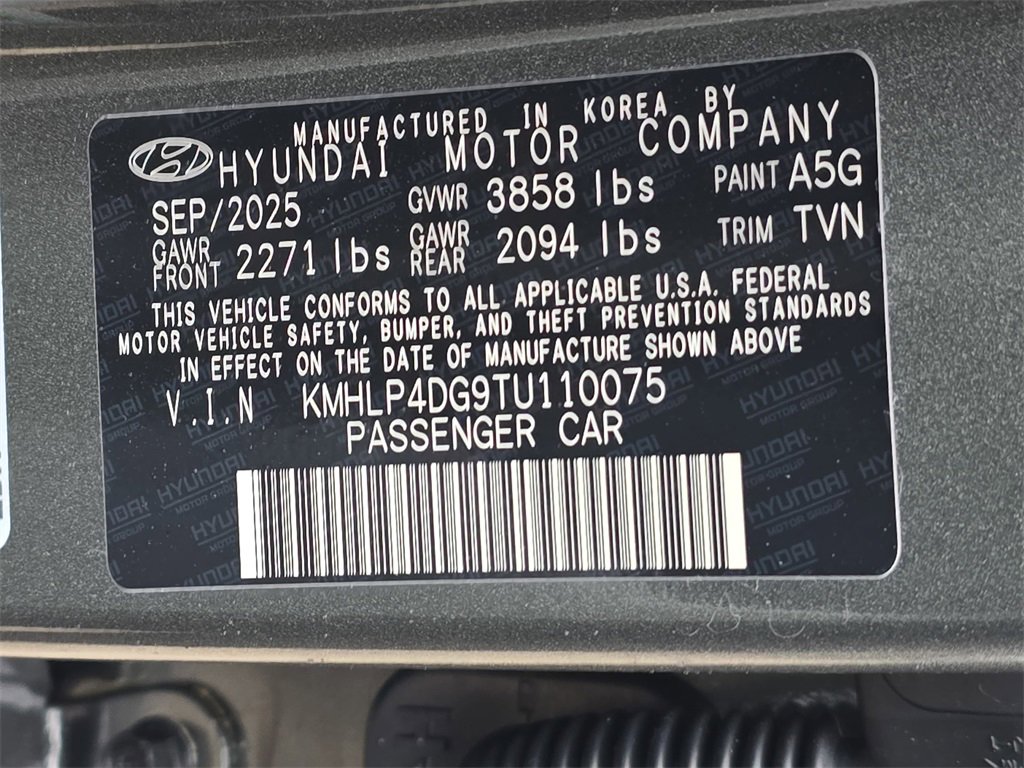 MANUFACTURED IN KOREA BY
HYUNDAI MOTOR COMPANY
SEP/2025 GVWR 3858 lbs PAINT A5G
GAWR FRONT 2271 lbs GAWR REAR 2094 lbs TRIM TVN
THIS VEHICLE CONFORMS TO ALL APPLICABLE U.S.A. FEDERAL
MOTOR VEHICLE SAFETY, BUMPER, AND THEFT PREVENTION STANDARDS
IN EFFECT ON THE DATE OF MANUFACTURE SHOWN ABOVE
V.I.N KMHLP4DG9TU110075
PASSENGER CAR